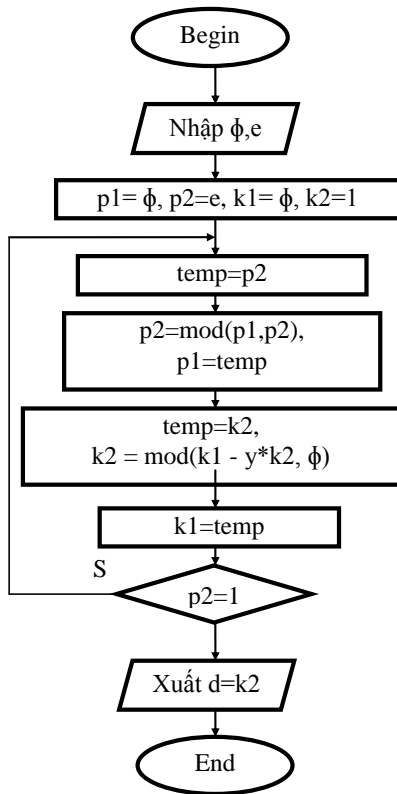 Begin
Nhập ϕ,e
p1= ϕ, p2=e, k1= ϕ, k2=1
temp=p2
p2=mod(p1,p2),
p1=temp
temp=k2,
k2 = mod(k1 - y*k2, ϕ)
k1=temp
S
p2=1
Xuất d=k2
End